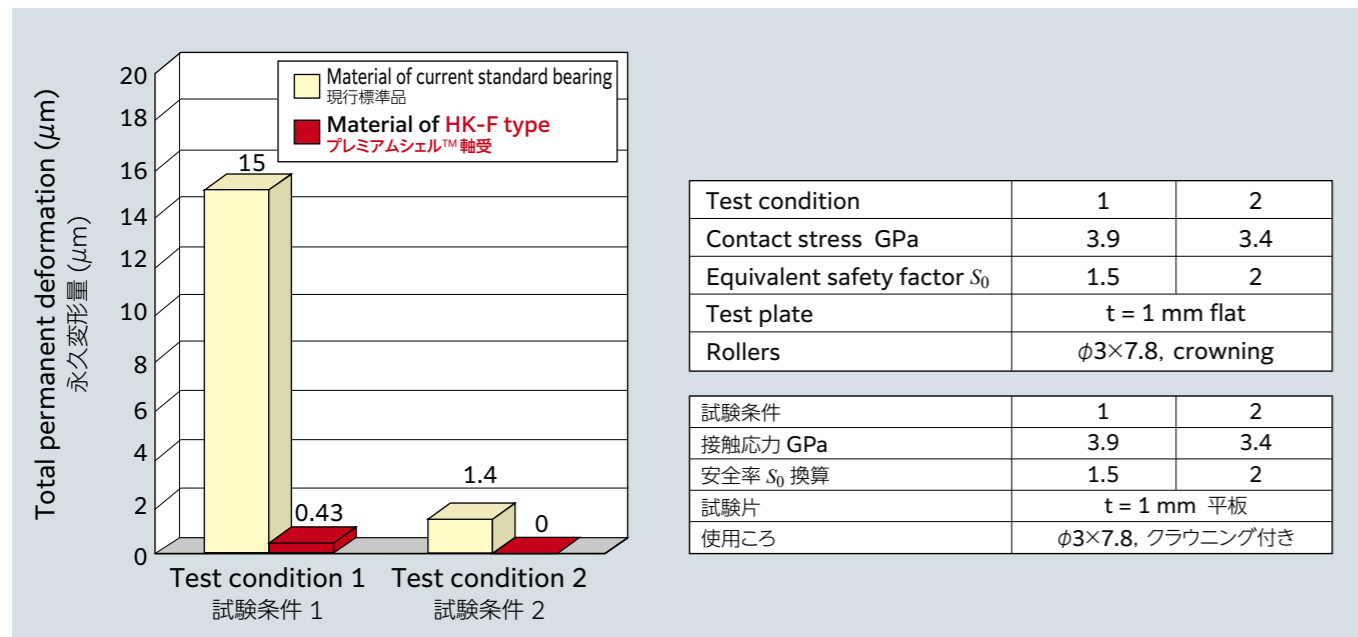 Total permanent deformation (μm)
永久変形量 (μm)
20
18
16
14
12
10
8
6
4
2
0
Material of current standard bearing
現行標準品
Material of HK-F type
プレミアムシェル™ 軸受
15
0.43
1.4
0
Test condition 1 Test condition 2
試験条件 1 試験条件 2
Test condition 1 2
Contact stress GPa 3.9 3.4
Equivalent safety factor S₀ 1.5 2
Test plate t = 1 mm flat
Rollers φ3×7.8, crowning
試験条件 1 2
接触応力 GPa 3.9 3.4
安全率 S₀ 換算 1.5 2
試験片 t = 1 mm 平板
使用ころ φ3×7.8, クラウニング付き